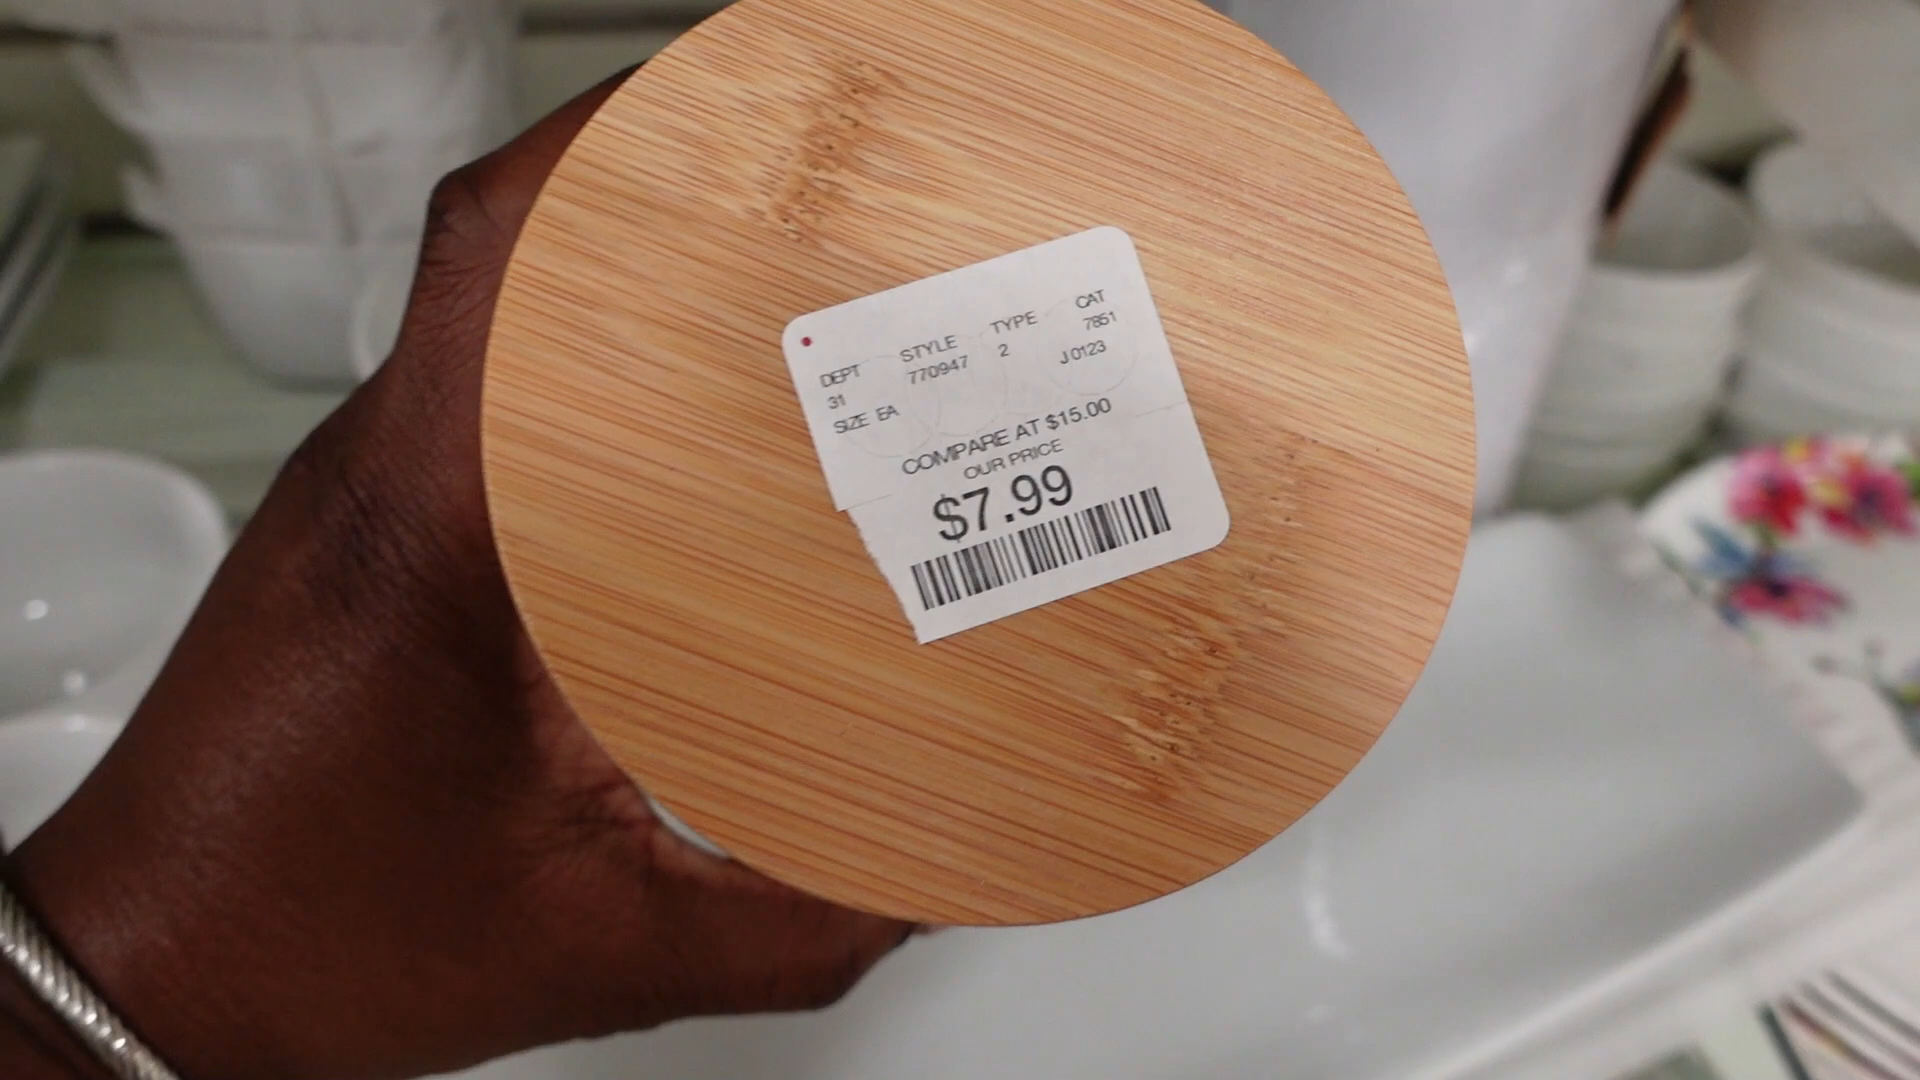 DEPT STYLE TYPE CAT
31 770947 2 7851
SIZE EA J0123
COMPARE AT $15.00
OUR PRICE
$7.99